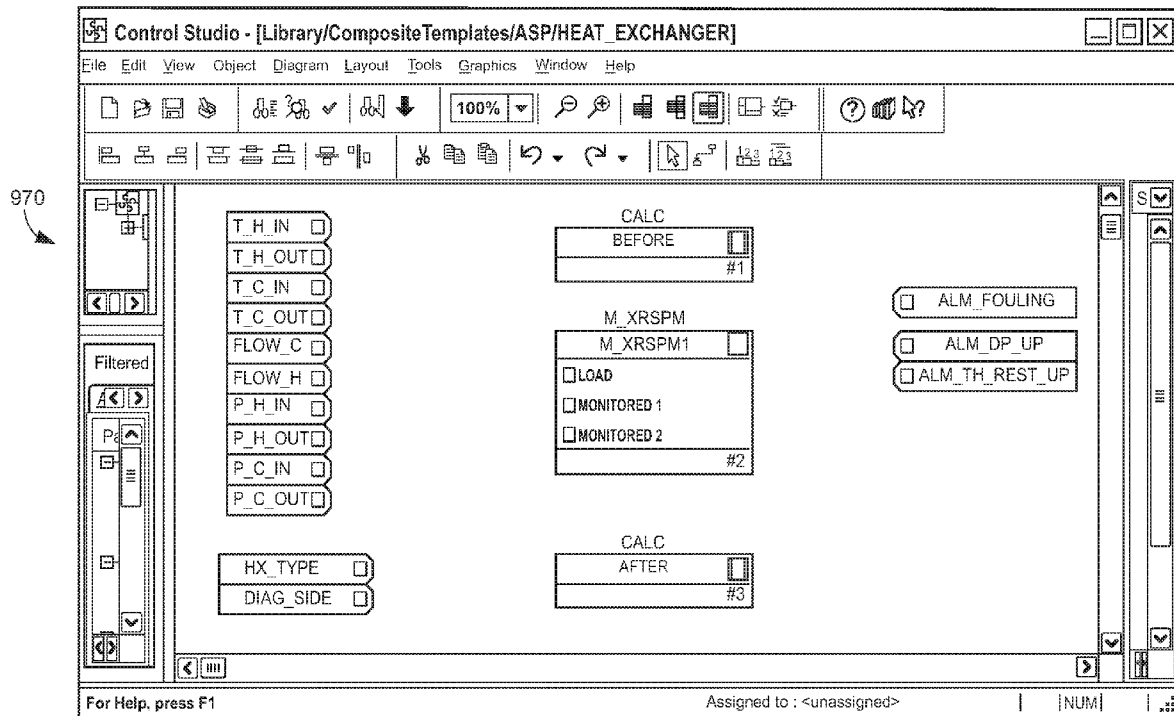 Control Studio - [Library/CompositeTemplates/ASP/HEAT_EXCHANGER]
File Edit View Object Diagram Layout Tools Graphics Window Help
100%
970
S
T_H_IN
T_H_OUT
T_C_IN
T_C_OUT
FLOW_C
FLOW_H
P_H_IN
P_H_OUT
P_C_IN
P_C_OUT
HX_TYPE
DIAG_SIDE
CALC
BEFORE
#1
M_XRSPM
M_XRSPM1
LOAD
MONITORED 1
MONITORED 2
#2
CALC
AFTER
#3
ALM_FOULING
ALM_DP_UP
ALM_TH_REST_UP
Filtered
For Help, press F1
Assigned to : <unassigned>
NUM